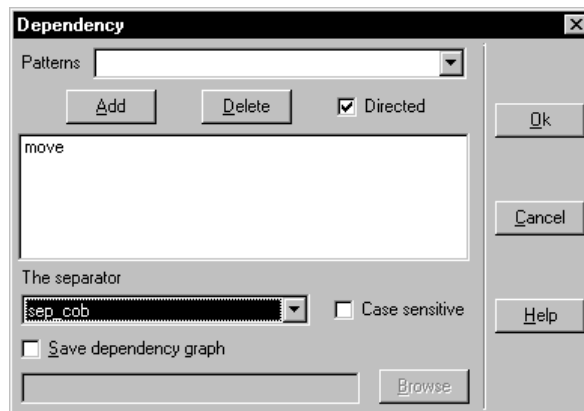 Dependency
Patterns
Add Delete Directed
Ok
move
Cancel
The separator
sep_cob Case sensitive
Help
Save dependency graph
Browse